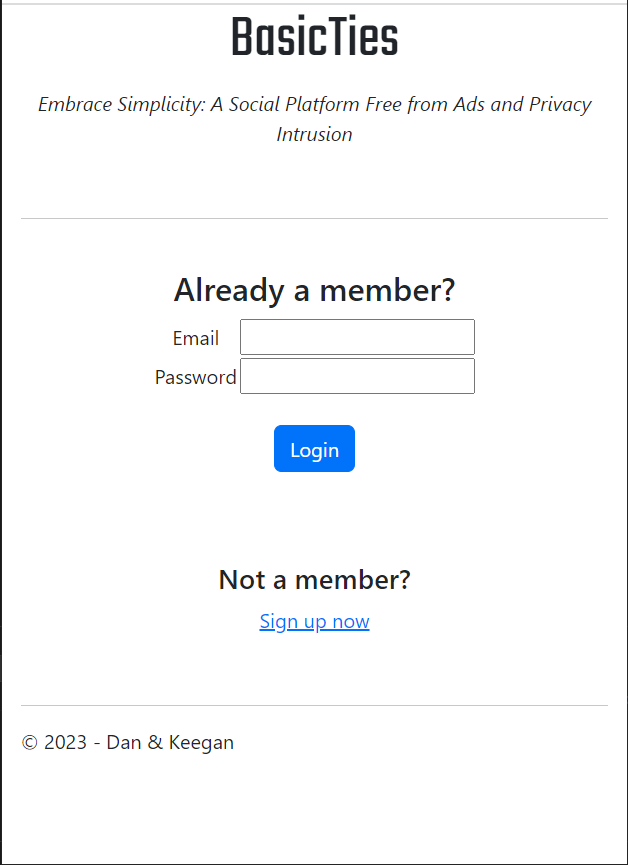 BasicTies
Embrace Simplicity: A Social Platform Free from Ads and Privacy
Intrusion
Already a member?
Email
Password
Login
Not a member?
Sign up now
© 2023 - Dan & Keegan